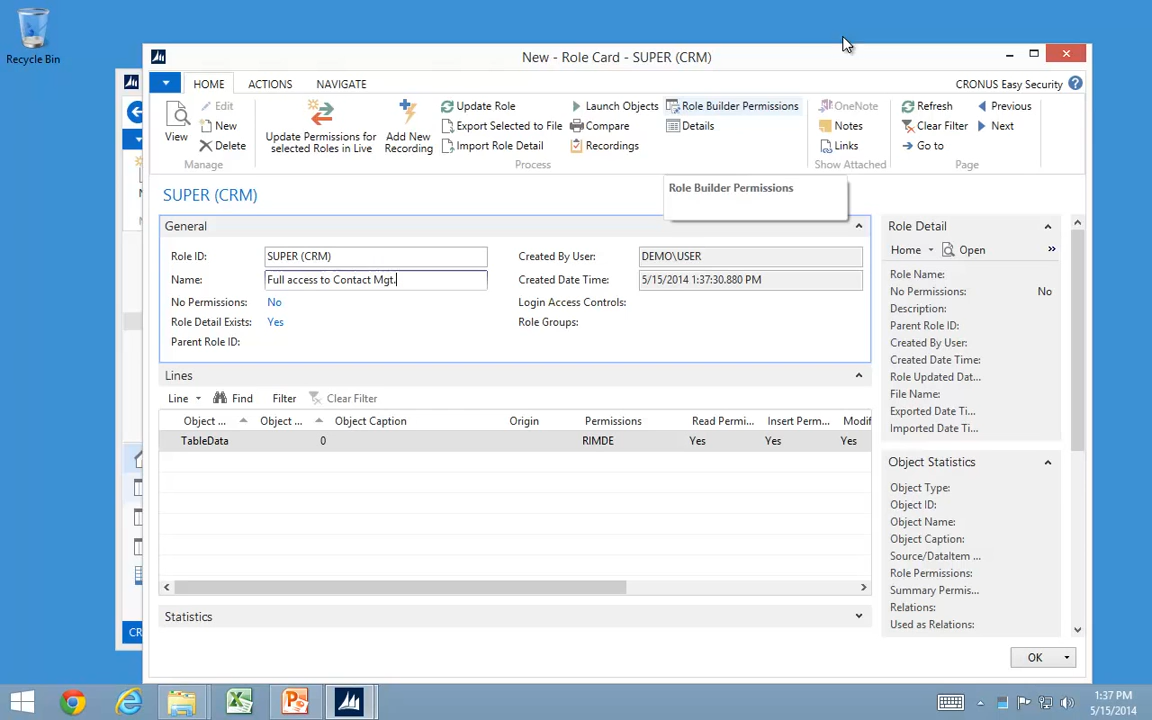 Recycle Bin
New - Role Card - SUPER (CRM)
HOME ACTIONS NAVIGATE CRONUS Easy Security
View
Edit
New
Delete
Manage
Update Permissions for
selected Roles in Live
Add New
Recording
Update Role
Export Selected to File
Import Role Detail
Launch Objects
Compare
Recordings
Role Builder Permissions
Details
Process
OneNote
Notes
Links
Show Attached
Refresh
Clear Filter
Go to
Previous
Next
Page
Role Builder Permissions
SUPER (CRM)
General
Role ID: SUPER (CRM)
Name: Full access to Contact Mgt.
No Permissions: No
Role Detail Exists: Yes
Parent Role ID:
Created By User: DEMO\USER
Created Date Time: 5/15/2014 1:37:30.880 PM
Login Access Controls:
Role Groups:
Lines
Line Find Filter Clear Filter
Object ... Object ... Object Caption Origin Permissions Read Permi... Insert Perm... Modif
TableData 0 RIMDE Yes Yes Yes
Statistics
Role Detail
Home Open »
Role Name:
No Permissions: No
Description:
Parent Role ID:
Created By User:
Created Date Time:
Role Updated Dat...
File Name:
Exported Date Ti...
Imported Date Ti...
Object Statistics
Object Type:
Object ID:
Object Name:
Object Caption:
Source/DataItem ...
Role Permissions:
Summary Permis...
Relations:
Used as Relations:
OK
CR
1:37 PM
5/15/2014